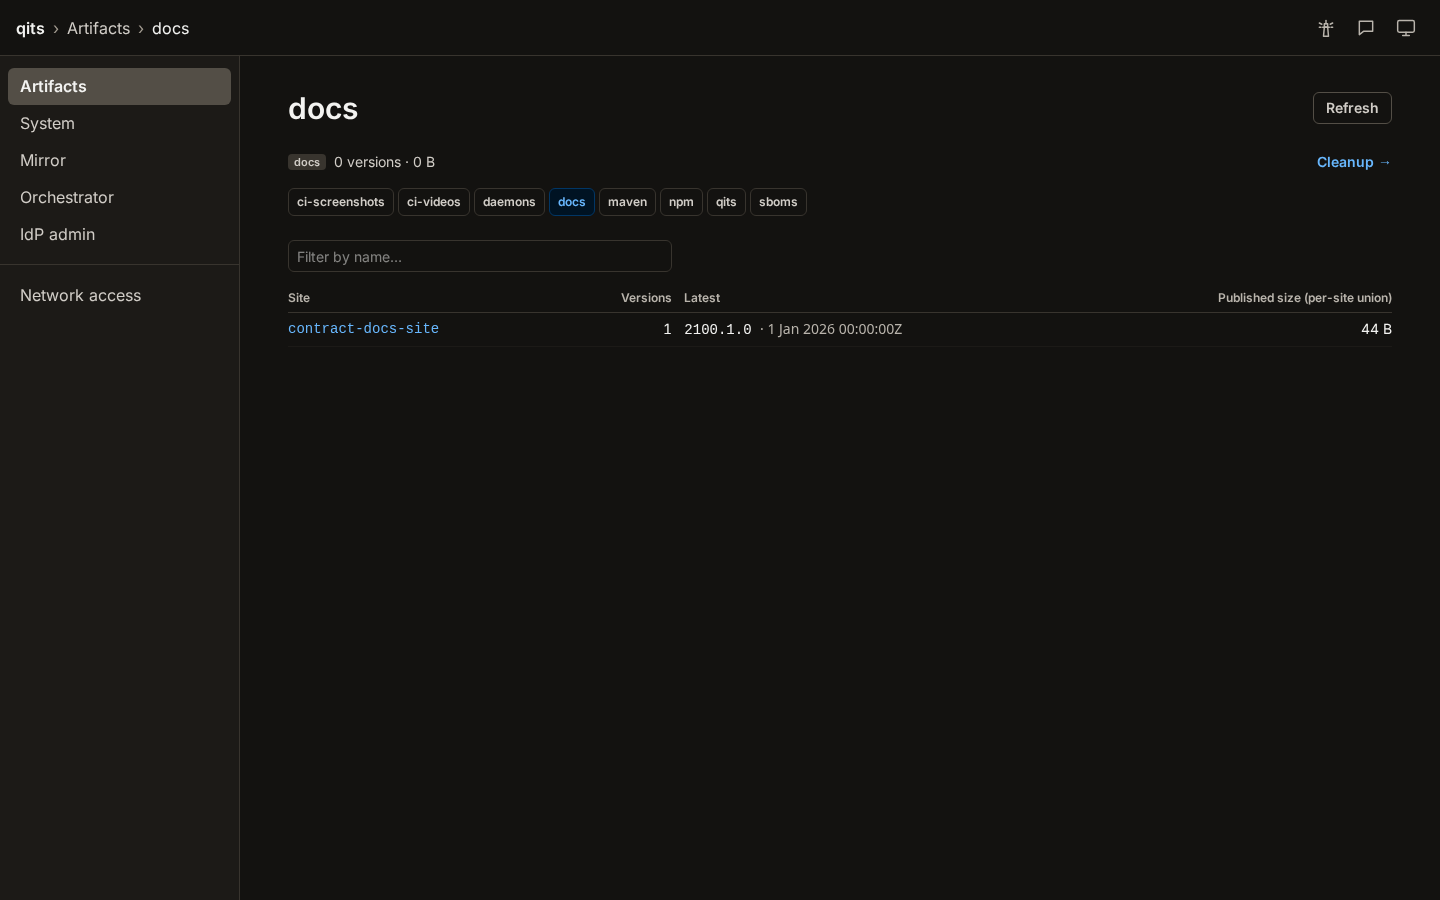 qits › Artifacts › docs
Artifacts
System
Mirror
Orchestrator
IdP admin
Network access
docs
Refresh
docs 0 versions · 0 B
Cleanup →
ci-screenshots ci-videos daemons docs maven npm qits sboms
Filter by name...
Site Versions Latest Published size (per-site union)
contract-docs-site 1 2100.1.0 · 1 Jan 2026 00:00:00Z 44 B